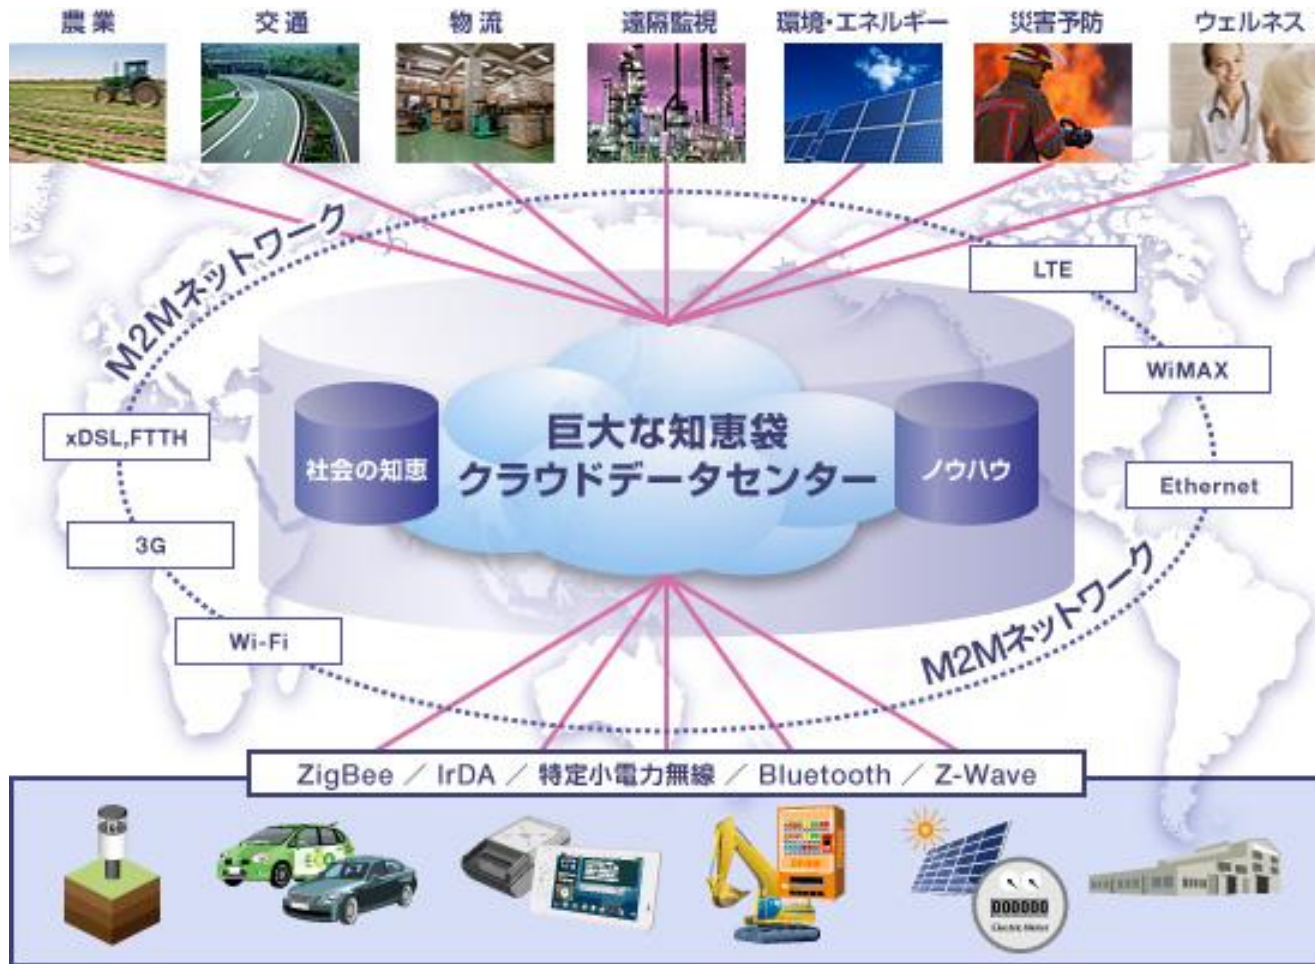 農業
交通
物流
遠隔監視
環境・エネルギー
災害予防
ウェルネス
M2Mネットワーク
LTE
WiMAX
xDSL,FTTH
社会の知恵
巨大な知恵袋
クラウドデータセンター
ノウハウ
Ethernet
3G
Wi-Fi
M2Mネットワーク
ZigBee ／ IrDA ／ 特定小電力無線 ／ Bluetooth ／ Z-Wave
ECO
000000
Electric Meter